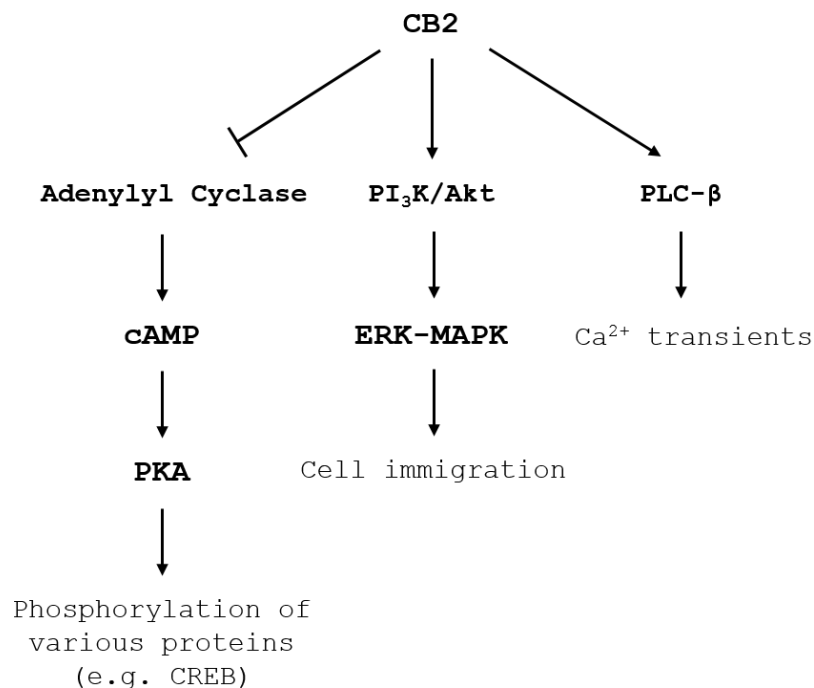 CB2
Adenylyl Cyclase
PI₃K/Akt
PLC-β
cAMP
ERK-MAPK
Ca²⁺ transients
PKA
Cell immigration
Phosphorylation of
various proteins
(e.g. CREB)